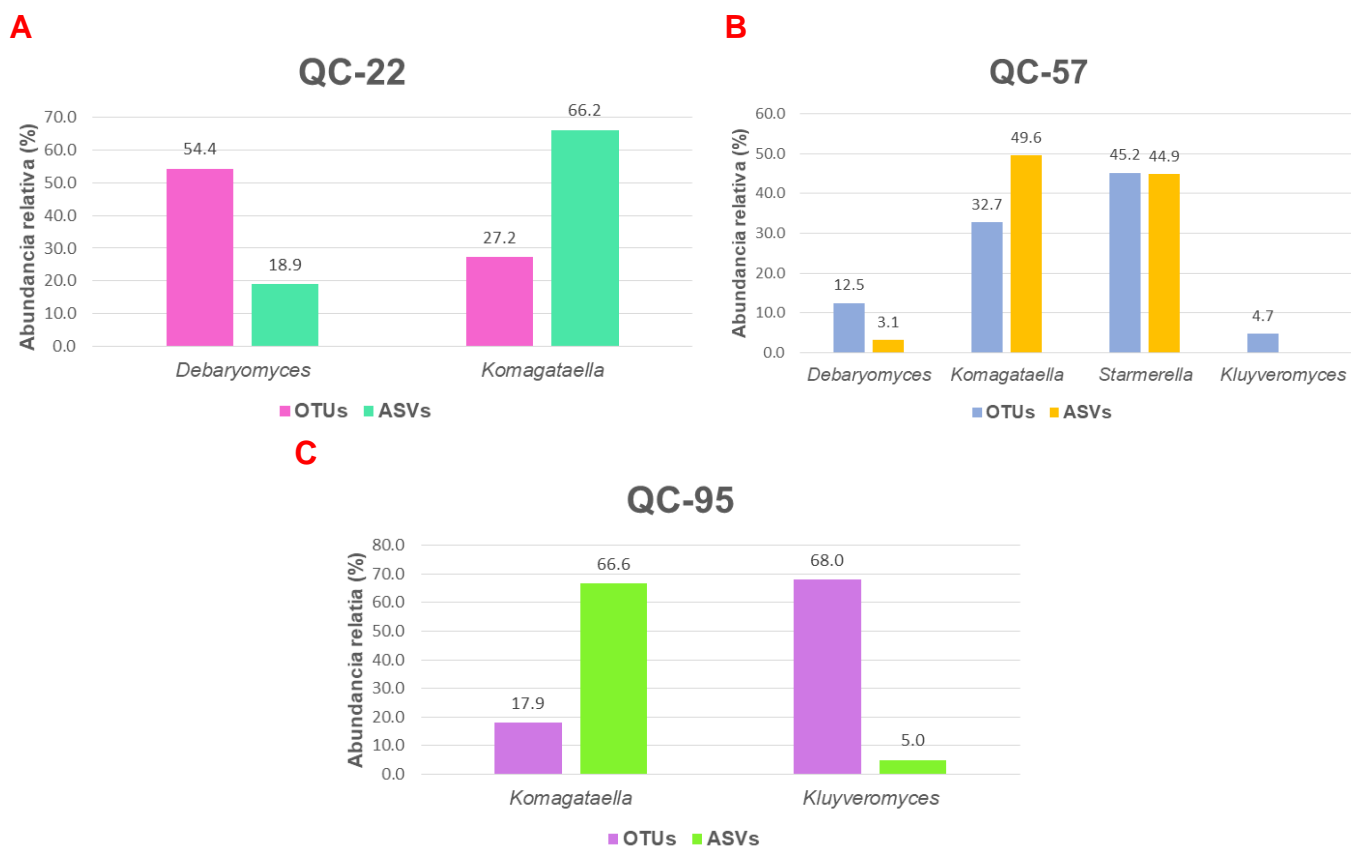 A
QC-22
Abundancia relativa (%)
70.0
60.0
50.0
40.0
30.0
20.0
10.0
0.0
54.4
18.9
27.2
66.2
Debaryomyces Komagataella
OTUs ASVs
B
QC-57
Abundancia relativa (%)
60.0
50.0
40.0
30.0
20.0
10.0
0.0
12.5
3.1
32.7
49.6
45.2
44.9
4.7
Debaryomyces Komagataella Starmerella Kluyveromyces
OTUs ASVs
C
QC-95
Abundancia relatia (%)
80.0
70.0
60.0
50.0
40.0
30.0
20.0
10.0
0.0
17.9
66.6
68.0
5.0
Komagataella Kluyveromyces
OTUs ASVs